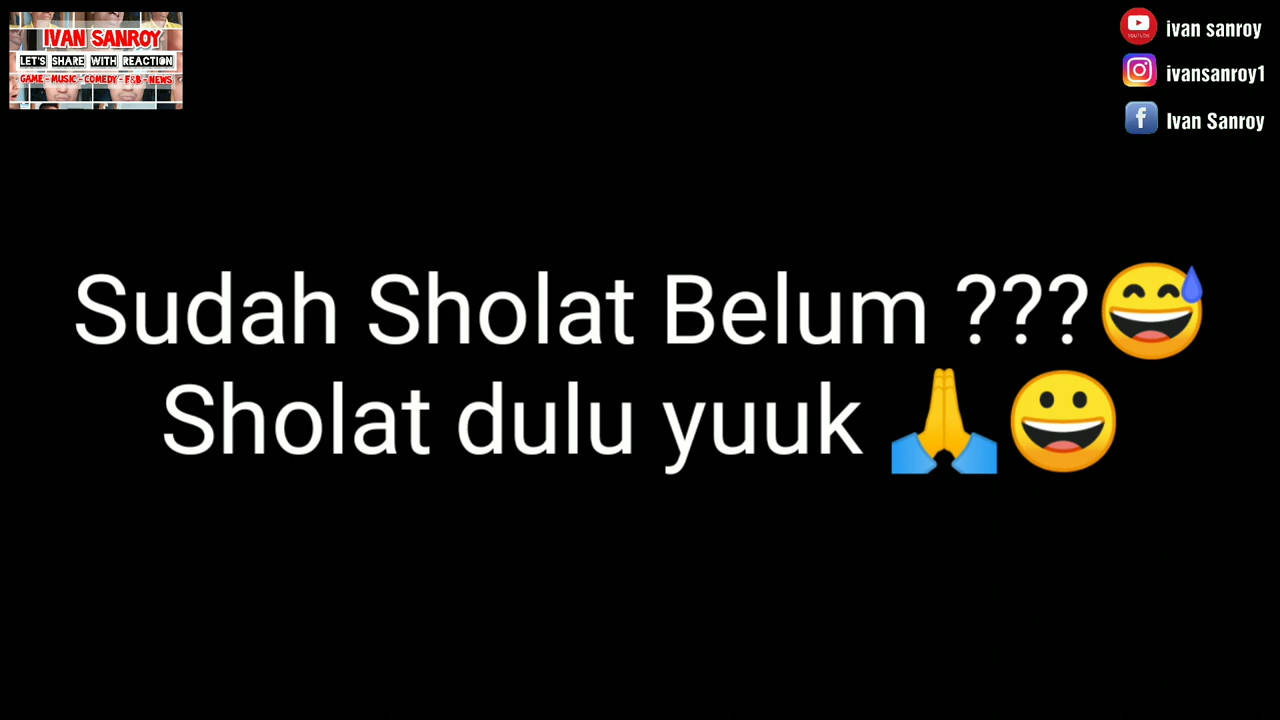 IVAN SANROY
LET'S SHARE WITH REACTION
GAME - MUSIC - COMEDY - F&B - NEWS
ivan sanroy
YOUTUBE
ivansanroy1
Ivan Sanroy
Sudah Sholat Belum ???😅
Sholat dulu yuuk 🙏😀